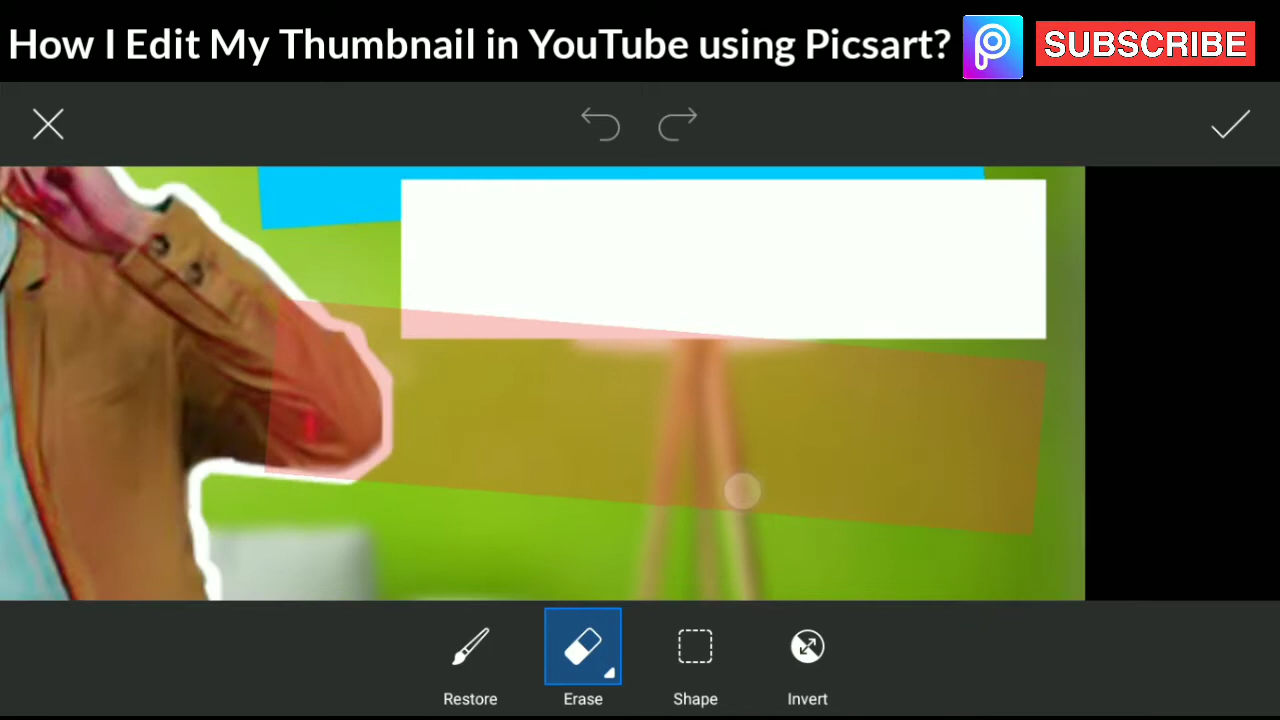 How I Edit My Thumbnail in YouTube using Picsart? SUBSCRIBE
Restore
Erase
Shape
Invert